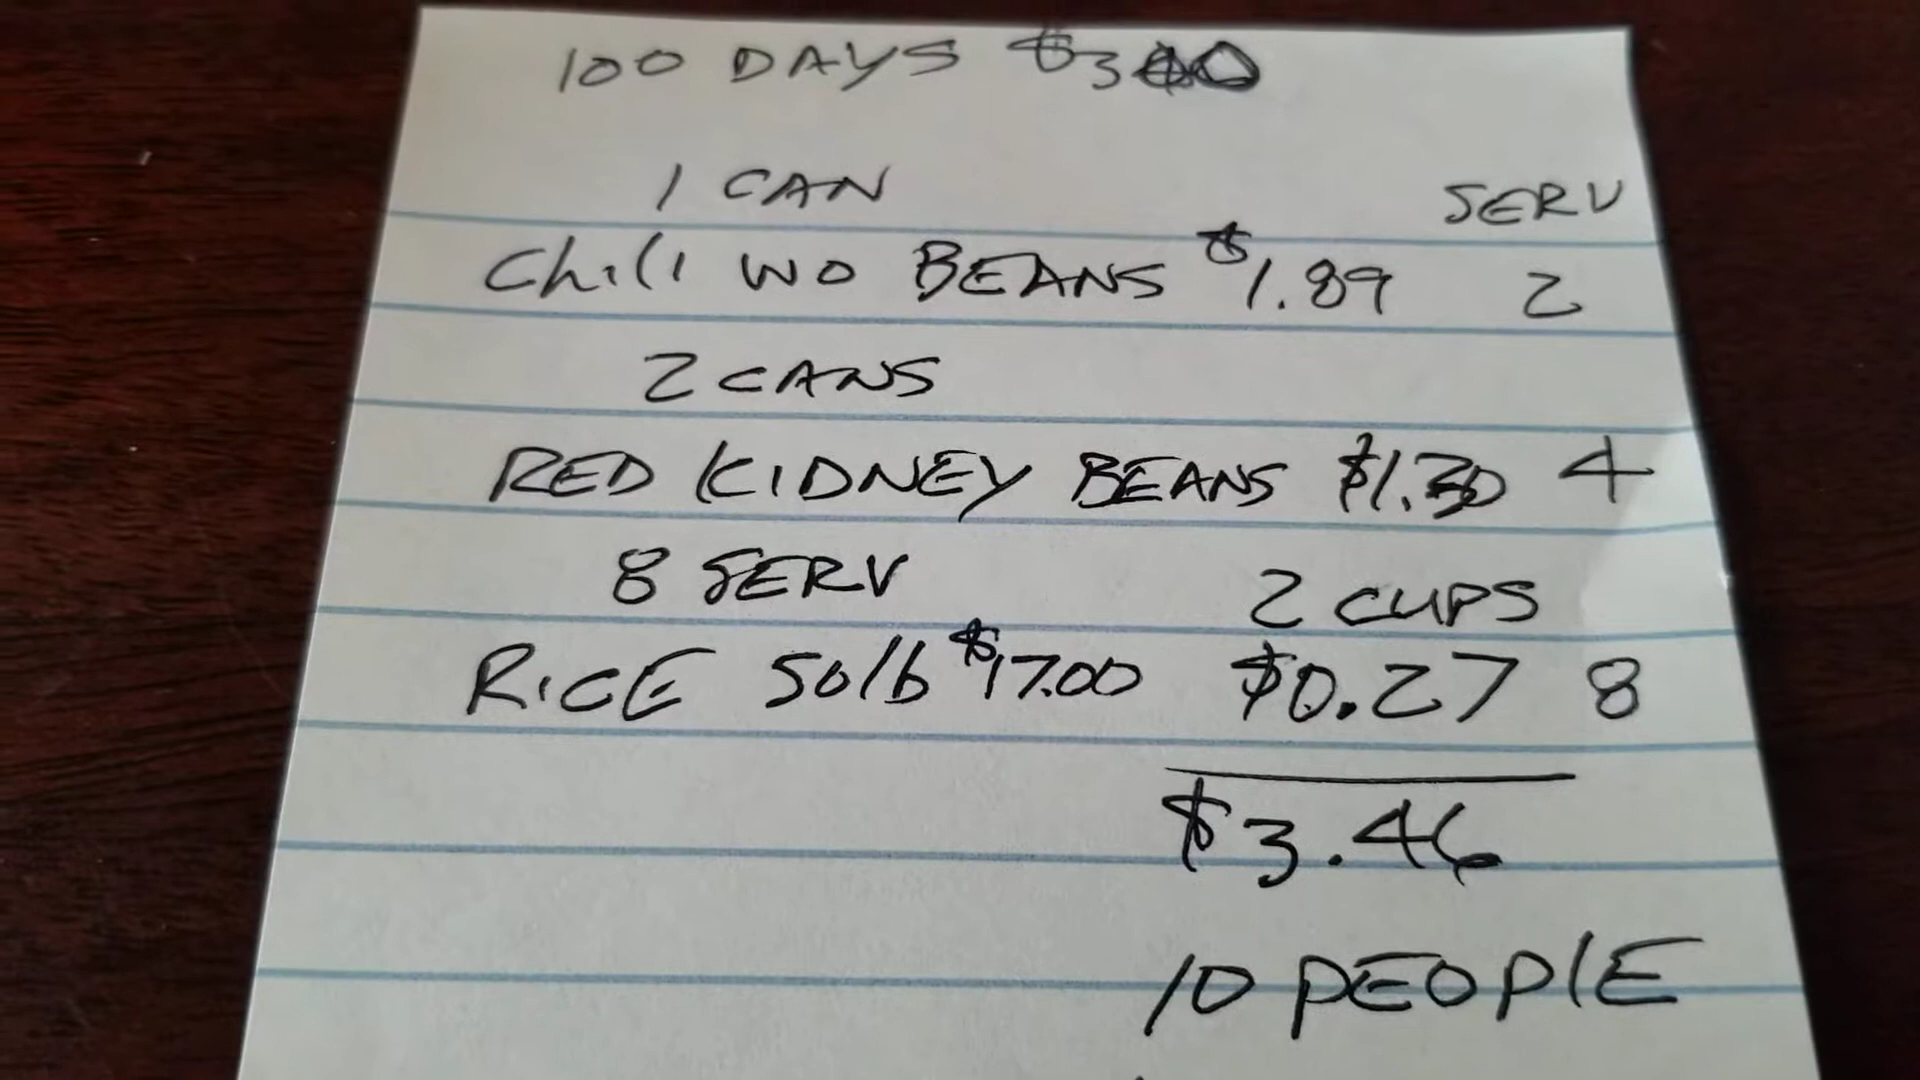 100 DAYS
1 CAN SERV
Chili WO BEANS $1.89 2
2 CANS
RED KIDNEY BEANS $1.30 4
8 SERV 2 CUPS
RICE 50lb $17.00 $0.27 8
$3.46
10 PEOPLE